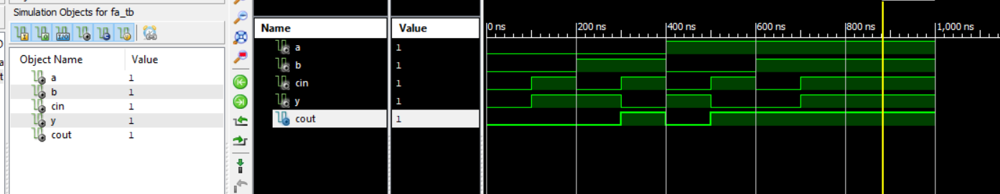 Simulation Objects for fa_tb
Object Name Value
a 1
b 1
cin 1
y 1
cout 1
Name Value
a 1
b 1
cin 1
y 1
cout 1
0 ns 200 ns 400 ns 600 ns 800 ns 1,000 ns